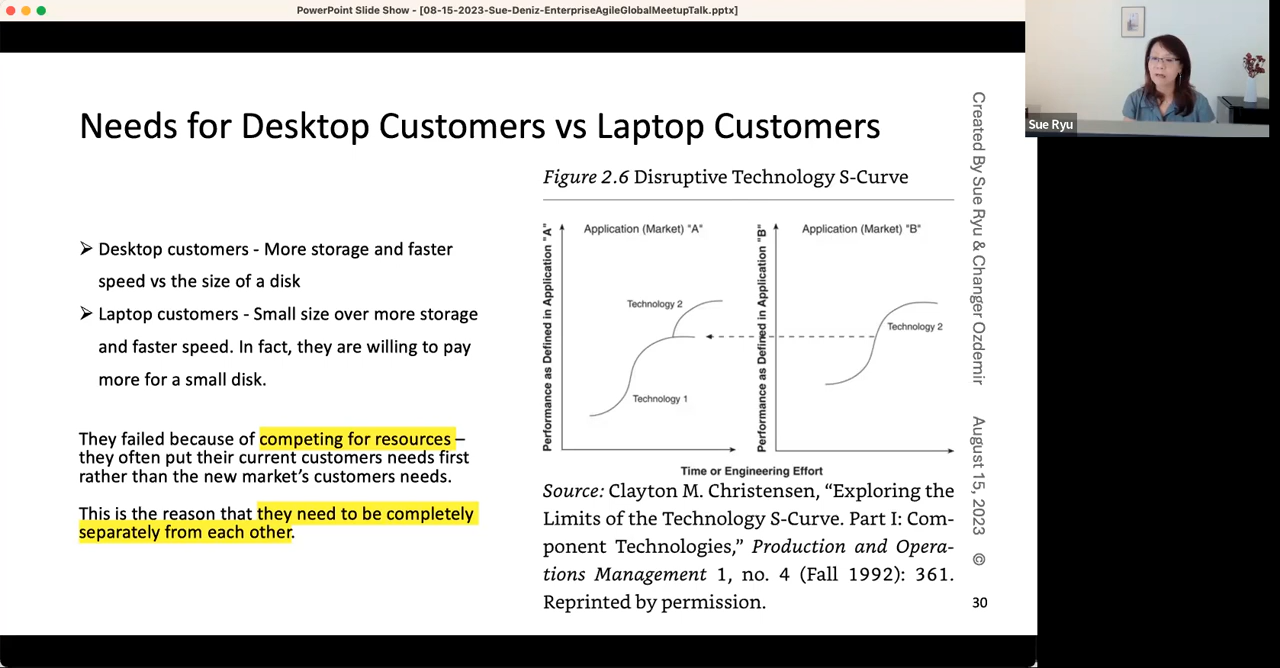 PowerPoint Slide Show - [08-15-2023-Sue-Deniz-EnterpriseAgileGlobalMeetupTalk.pptx]
Sue Ryu
Needs for Desktop Customers vs Laptop Customers
➢ Desktop customers - More storage and faster
speed vs the size of a disk
➢ Laptop customers - Small size over more storage
and faster speed. In fact, they are willing to pay
more for a small disk.
They failed because of competing for resources –
they often put their current customers needs first
rather than the new market’s customers needs.
This is the reason that they need to be completely
separately from each other.
Figure 2.6 Disruptive Technology S-Curve
Performance as Defined in Application "A"
Application (Market) "A"
Technology 2
Technology 1
Performance as Defined in Application "B"
Application (Market) "B"
Technology 2
Time or Engineering Effort
Source: Clayton M. Christensen, “Exploring the
Limits of the Technology S-Curve. Part I: Com-
ponent Technologies,” Production and Opera-
tions Management 1, no. 4 (Fall 1992): 361.
Reprinted by permission.
Created By Sue Ryu & Changer Ozdemir August 15, 2023 ©
30